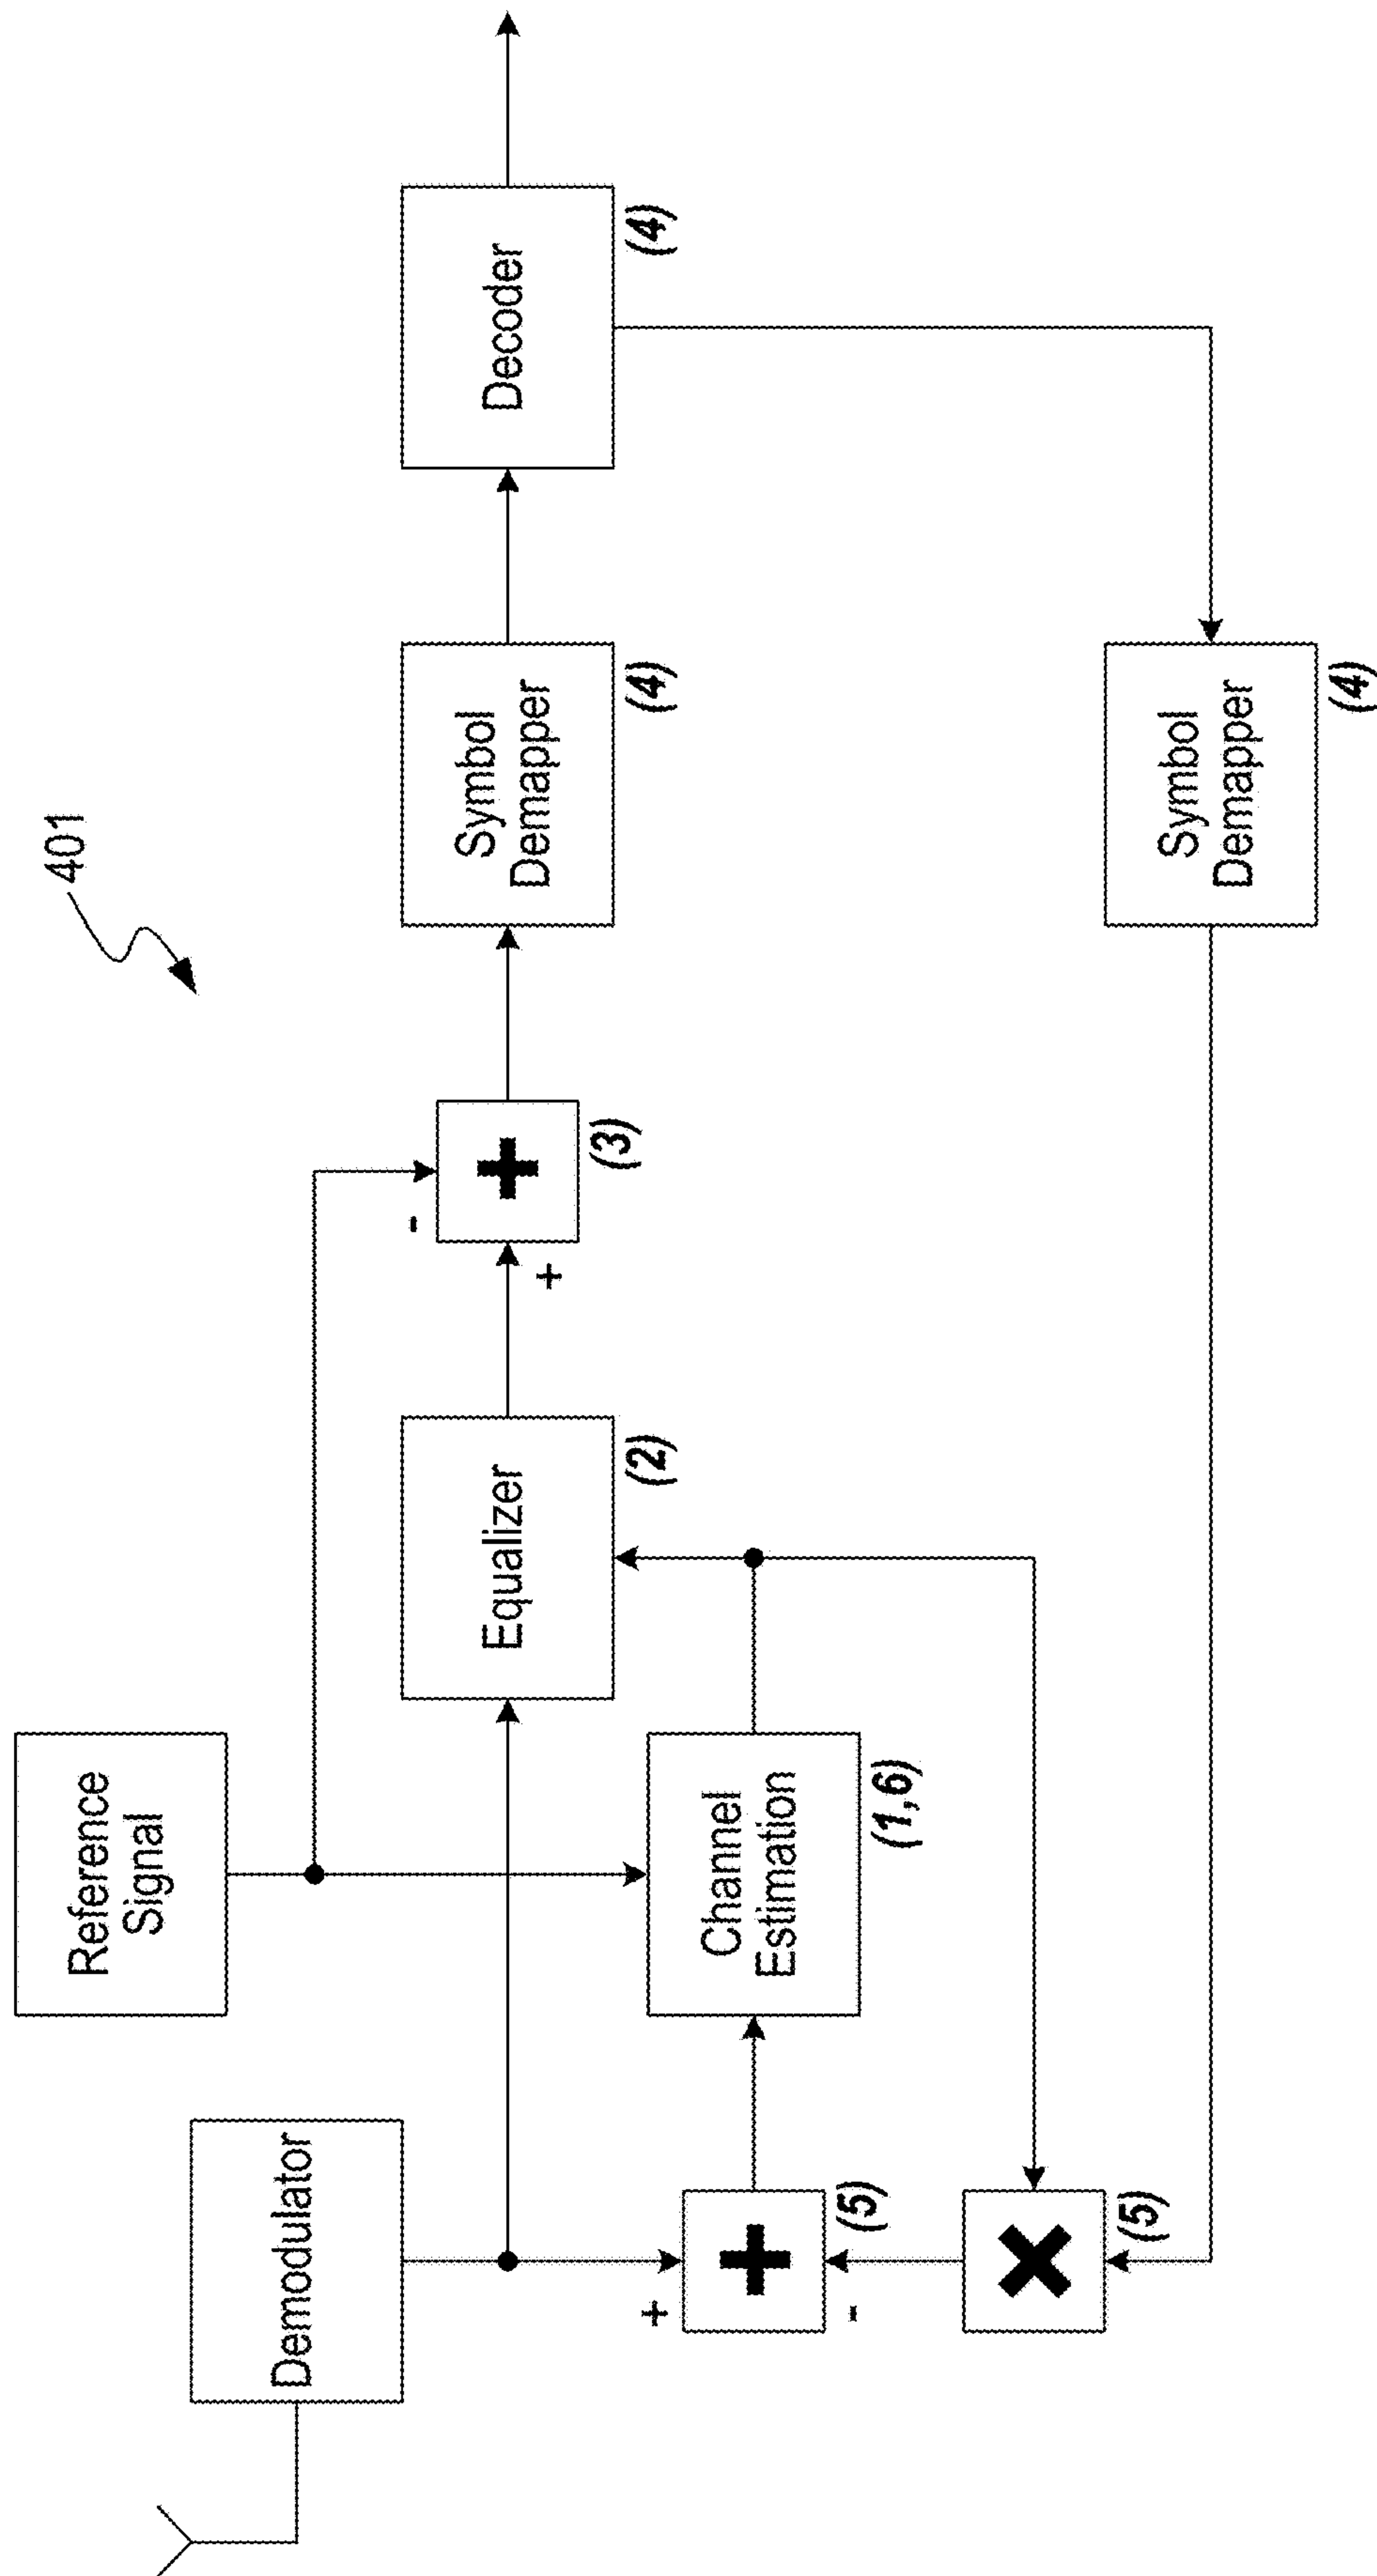 401
Reference
Signal
Demodulator
-
+
Equalizer
(2)
+
(3)
Symbol
Demapper
(4)
Decoder
(4)
+
-
+
(5)
Channel
Estimation
(1,6)
×
(5)
Symbol
Demapper
(4)